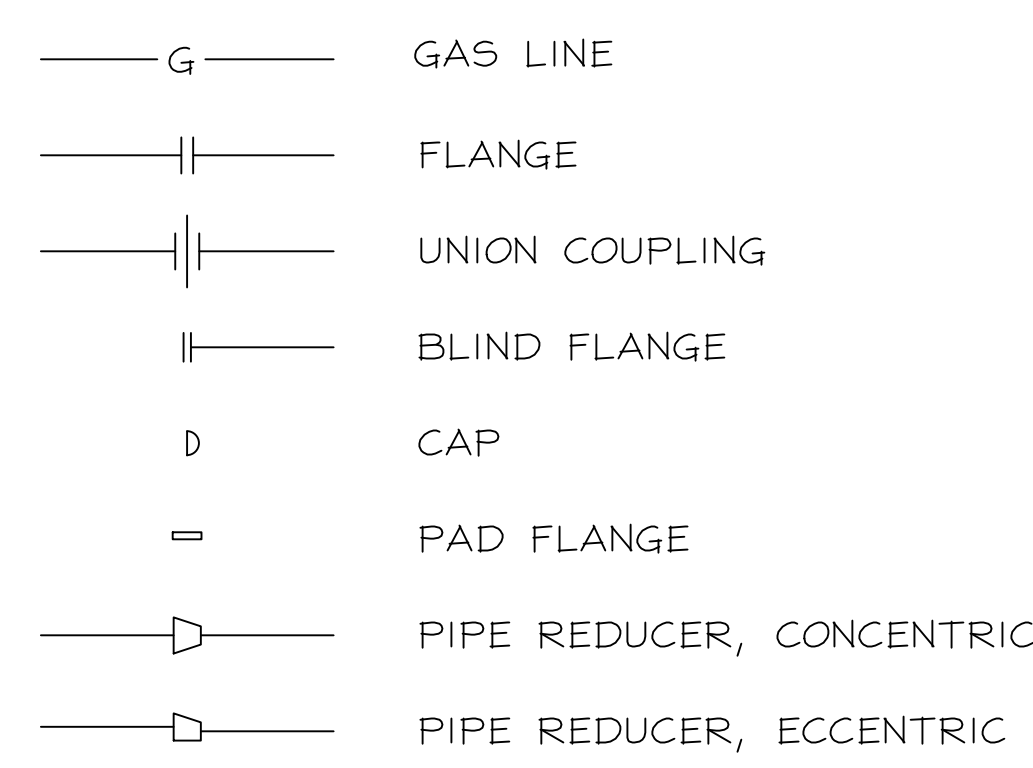 G GAS LINE
FLANGE
UNION COUPLING
BLIND FLANGE
CAP
PAD FLANGE
PIPE REDUCER, CONCENTRIC
PIPE REDUCER, ECCENTRIC